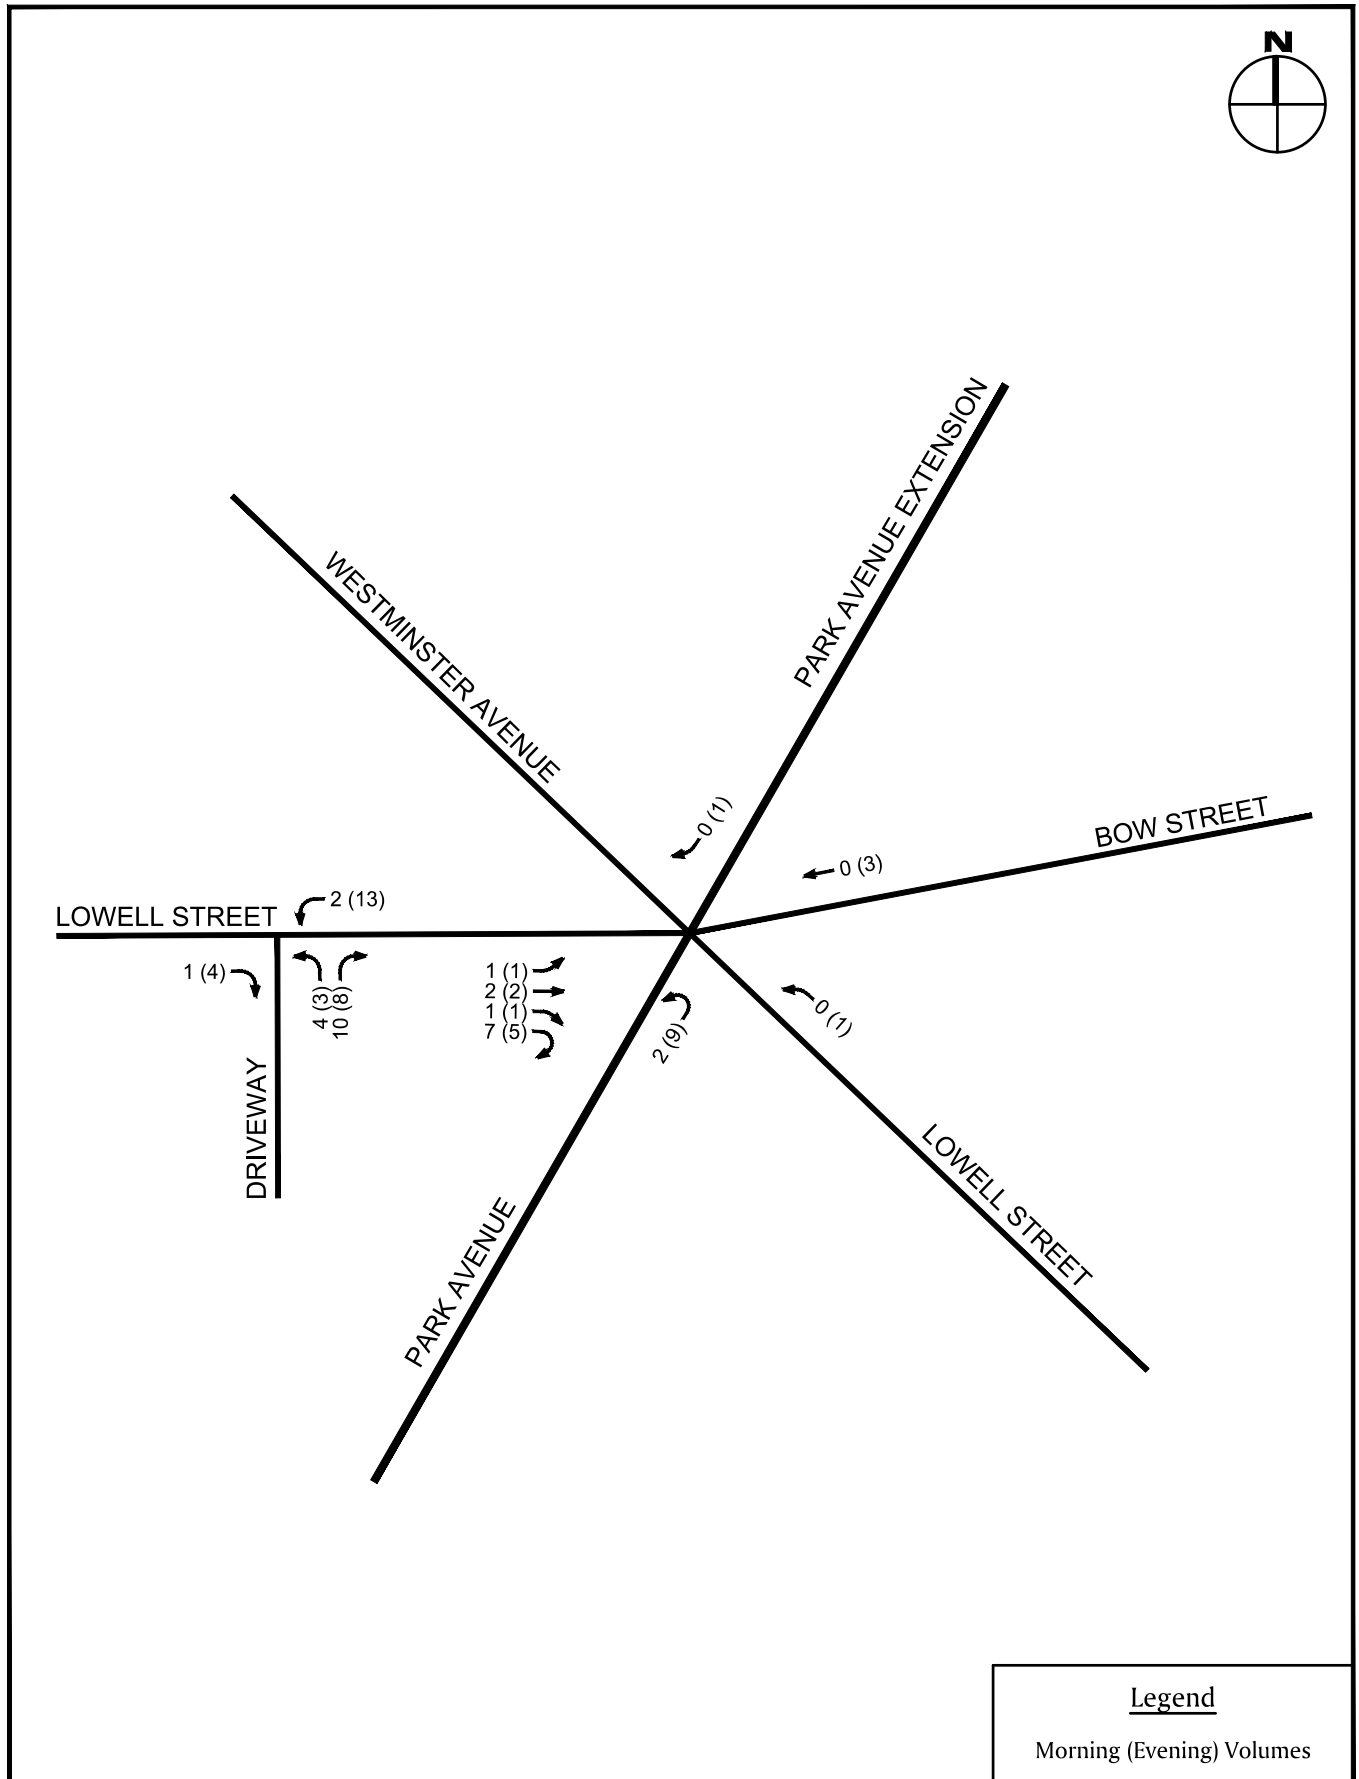 N
PARK AVENUE EXTENSION
WESTMINSTER AVENUE
0 (1)
BOW STREET
0 (3)
2 (13)
LOWELL STREET
1 (4)
4 (3)
10 (8)
1 (1)
2 (2)
1 (1)
7 (5)
2 (9)
0 (1)
DRIVEWAY
LOWELL STREET
PARK AVENUE
Legend
Morning (Evening) Volumes